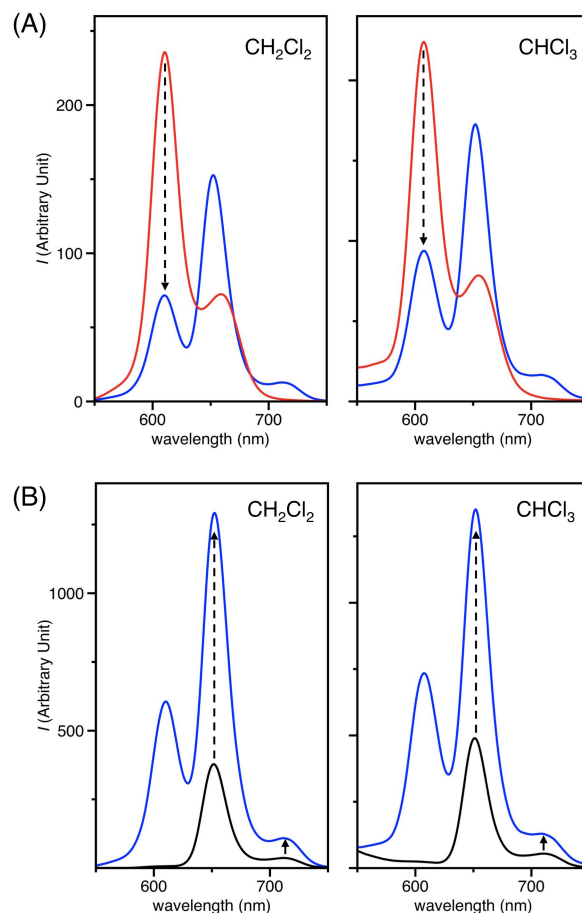 (A)
CH₂Cl₂
CHCl₃
200
100
0
I (Arbitrary Unit)
600
700
wavelength (nm)
600
700
wavelength (nm)
(B)
CH₂Cl₂
CHCl₃
1000
500
I (Arbitrary Unit)
600
700
wavelength (nm)
600
700
wavelength (nm)